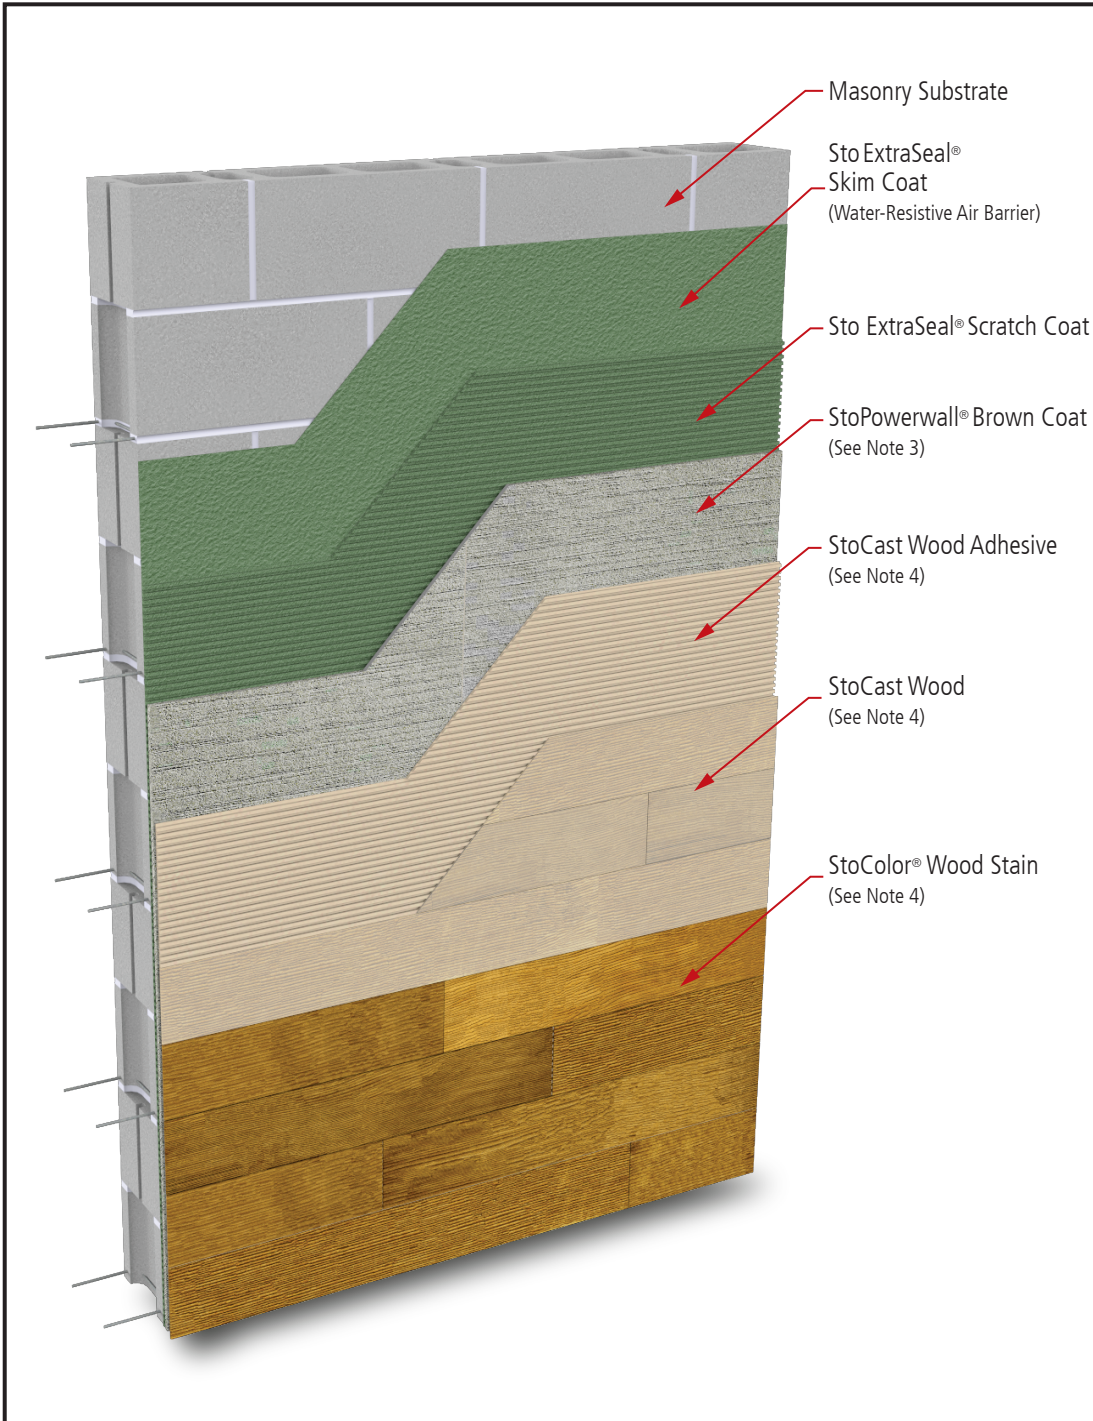 Masonry Substrate
Sto ExtraSeal®
Skim Coat
(Water-Resistive Air Barrier)
Sto ExtraSeal® Scratch Coat
StoPowerwall® Brown Coat
(See Note 3)
StoCast Wood Adhesive
(See Note 4)
StoCast Wood
(See Note 4)
StoColor® Wood Stain
(See Note 4)